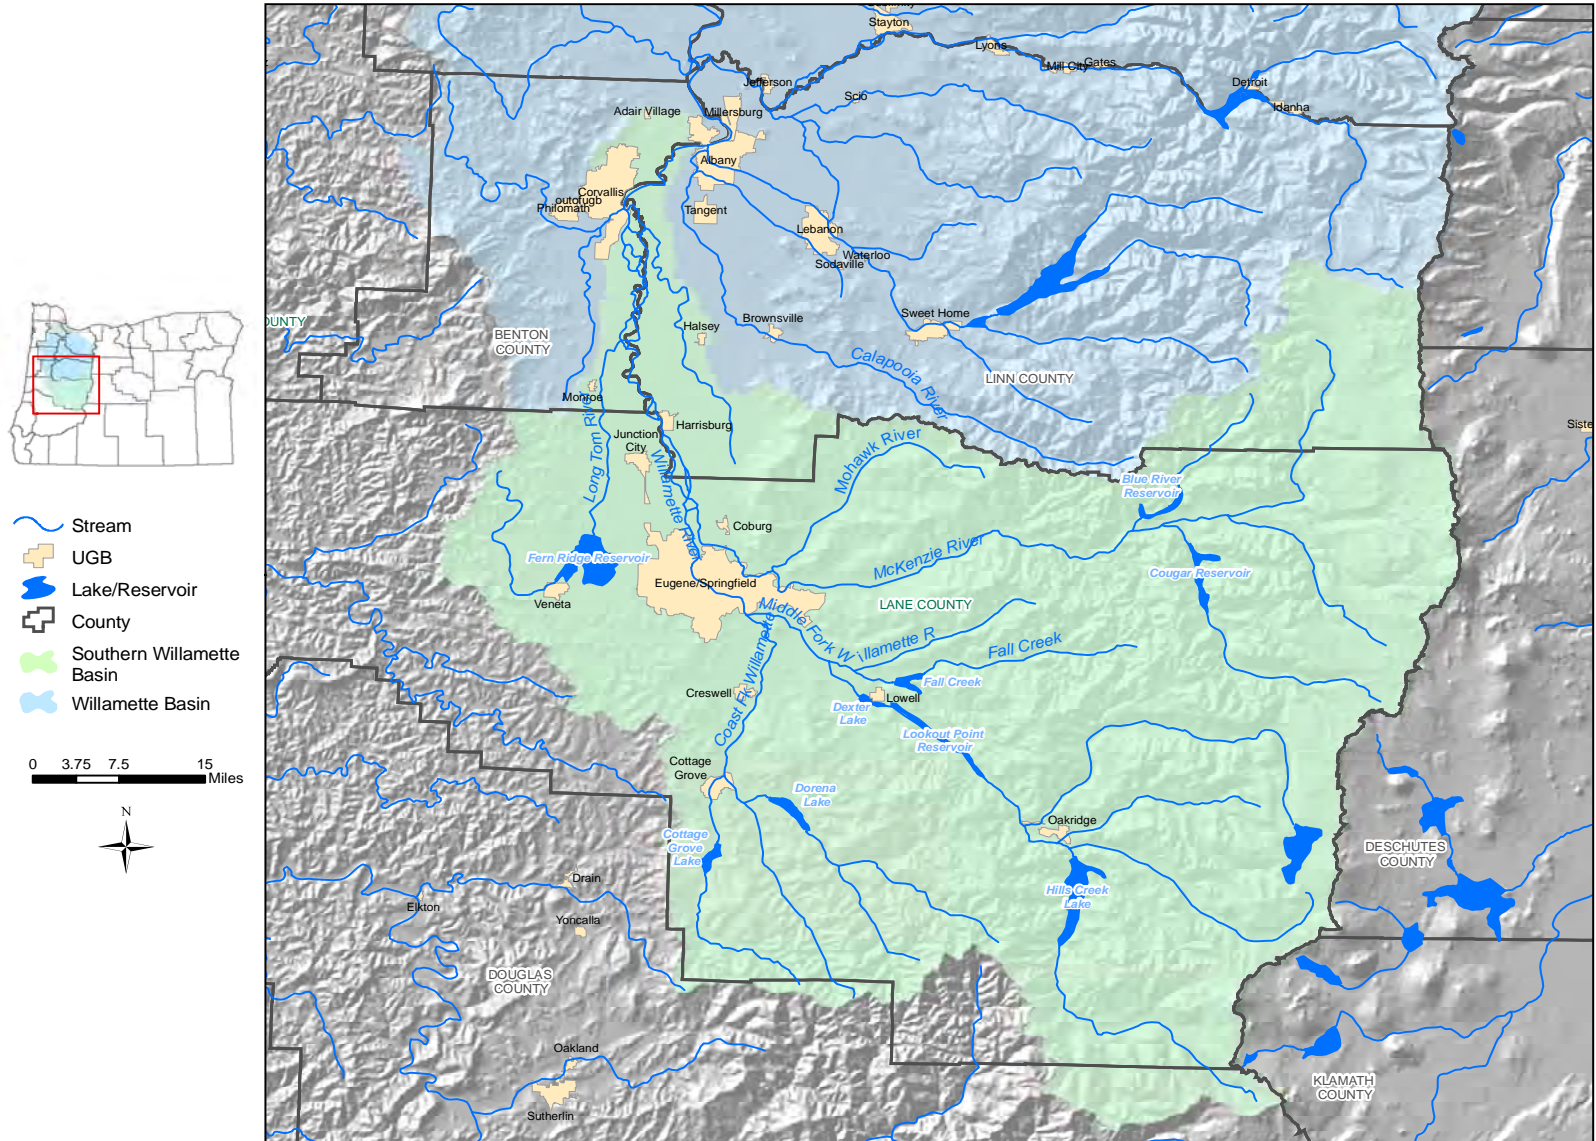 Stayton
Lyons
Mill City
Gates
Jefferson
Detroit
Scio
Idanha
Adair Village
Millersburg
Albany
Corvallis
outofugb
Philomath
Tangent
Lebanon
Waterloo
Sodaville
Sweet Home
Brownsville
Halsey
OUNTY
BENTON
COUNTY
Calapooia River
LINN COUNTY
Monroe
Harrisburg
Junction
City
Long Tom River
Willamette River
Mohawk River
Siste
Blue River
Reservoir
Coburg
Fern Ridge Reservoir
McKenzie River
Cougar Reservoir
Eugene/Springfield
Veneta
LANE COUNTY
Middle Fork Willamette R
Coast Fk Willamette
Fall Creek
Fall Creek
Creswell
Lowell
Dexter
Lake
Lookout Point
Reservoir
Cottage
Grove
Dorena
Lake
Oakridge
Cottage
Grove
Lake
Hills Creek
Lake
DESCHUTES
COUNTY
Drain
Elkton
Yoncalla
DOUGLAS
COUNTY
Oakland
Sutherlin
KLAMATH
COUNTY
Stream
UGB
Lake/Reservoir
County
Southern Willamette
Basin
Willamette Basin
0 3.75 7.5 15
Miles
N